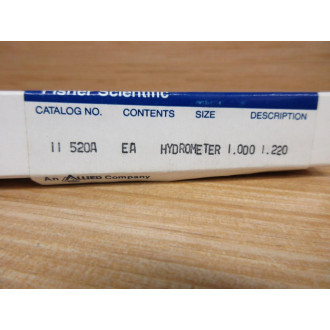 Fisher Scientific
CATALOG NO. CONTENTS SIZE DESCRIPTION
11 520A EA HYDROMETER 1.000 1.220
An ALLIED Company